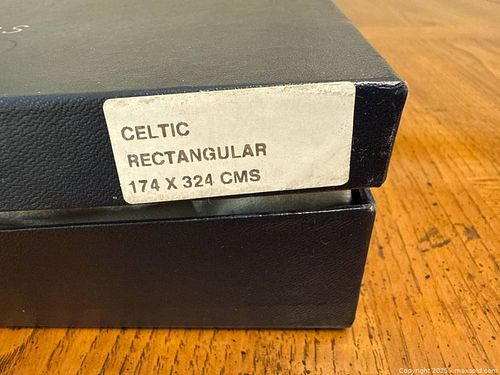 CELTIC
RECTANGULAR
174 X 324 CMS
Copyright 2025 - maxsold.com